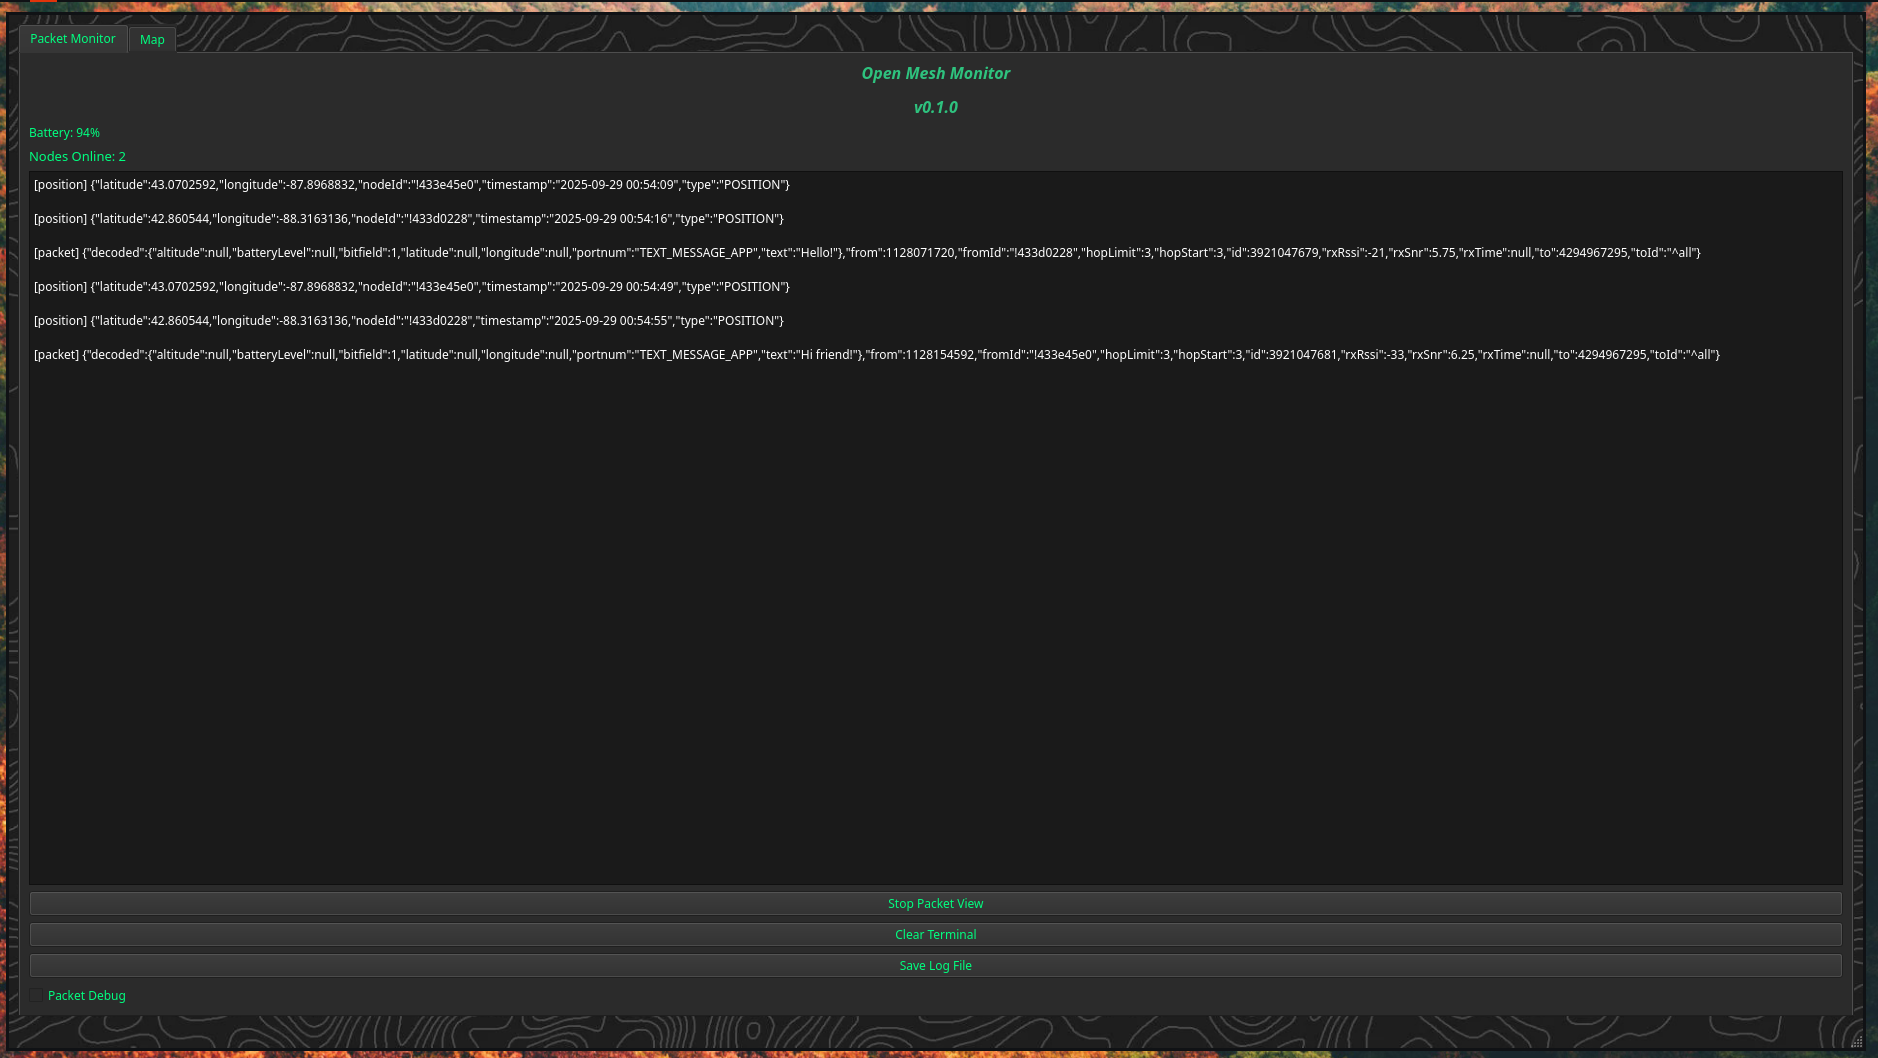 Packet Monitor
Map
Open Mesh Monitor
v0.1.0
Battery: 94%
Nodes Online: 2
[position] {"latitude":43.0702592,"longitude":-87.8968832,"nodeId":"!433e45e0","timestamp":"2025-09-29 00:54:09","type":"POSITION"}
[position] {"latitude":42.860544,"longitude":-88.3163136,"nodeId":"!433d0228","timestamp":"2025-09-29 00:54:16","type":"POSITION"}
[packet] {"decoded":{"altitude":null,"batteryLevel":null,"bitfield":1,"latitude":null,"longitude":null,"portnum":"TEXT_MESSAGE_APP","text":"Hello!"},"from":1128071720,"fromId":"!433d0228","hopLimit":3,"hopStart":3,"id":3921047679,"rxRssi":-21,"rxSnr":5.75,"rxTime":null,"to":4294967295,"toId":"^all"}
[position] {"latitude":43.0702592,"longitude":-87.8968832,"nodeId":"!433e45e0","timestamp":"2025-09-29 00:54:49","type":"POSITION"}
[position] {"latitude":42.860544,"longitude":-88.3163136,"nodeId":"!433d0228","timestamp":"2025-09-29 00:54:55","type":"POSITION"}
[packet] {"decoded":{"altitude":null,"batteryLevel":null,"bitfield":1,"latitude":null,"longitude":null,"portnum":"TEXT_MESSAGE_APP","text":"Hi friend!"},"from":1128154592,"fromId":"!433e45e0","hopLimit":3,"hopStart":3,"id":3921047681,"rxRssi":-33,"rxSnr":6.25,"rxTime":null,"to":4294967295,"toId":"^all"}
Stop Packet View
Clear Terminal
Save Log File
Packet Debug